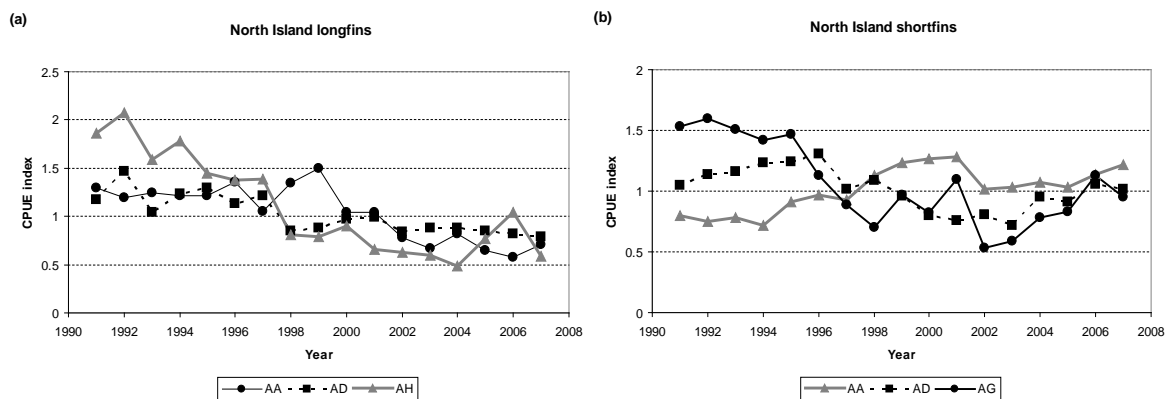 (a)
North Island longfins
2.5
2
1.5
1
0.5
0
CPUE index
1990 1992 1994 1996 1998 2000 2002 2004 2006 2008
Year
AA AD AH
(b)
North Island shortfins
2
1.5
1
0.5
0
CPUE index
1990 1992 1994 1996 1998 2000 2002 2004 2006 2008
Year
AA AD AG